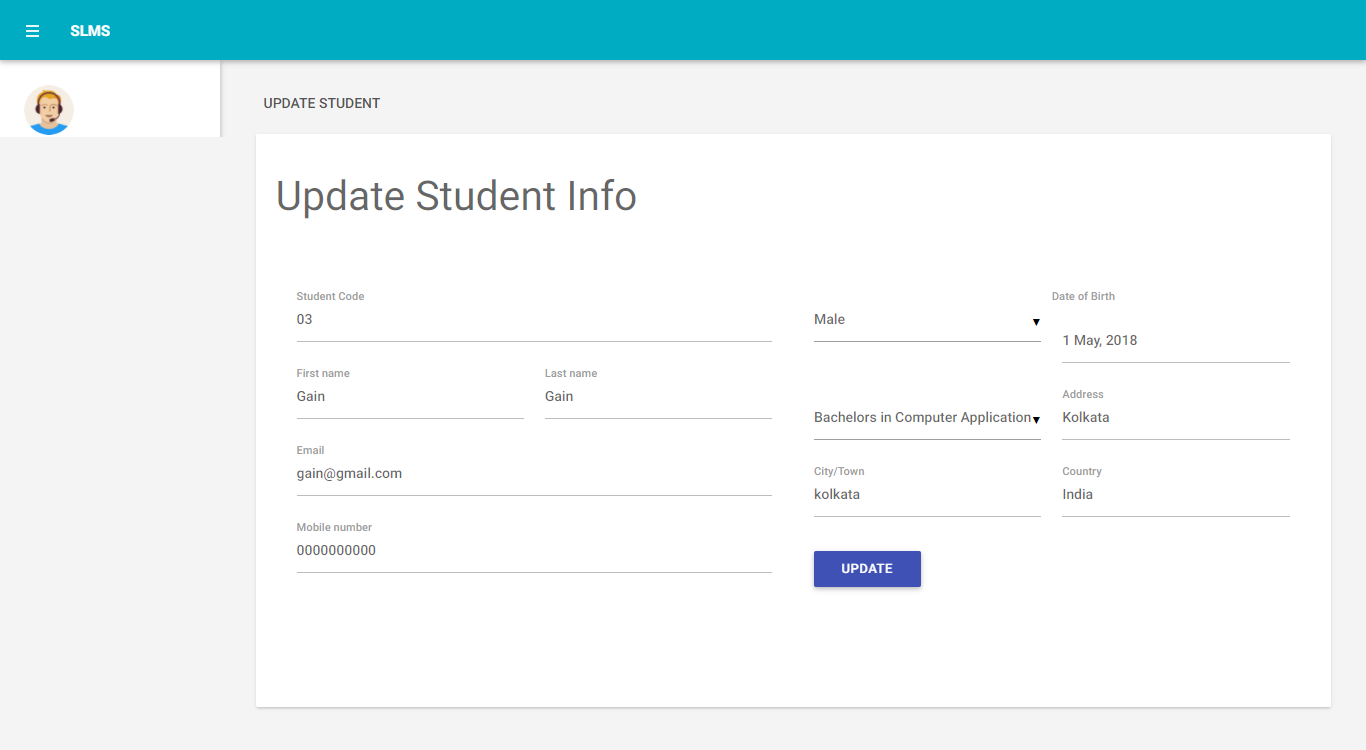 SLMS
UPDATE STUDENT
Update Student Info
Student Code
03
First name
Gain
Last name
Gain
Email
gain@gmail.com
Mobile number
0000000000
Male
Date of Birth
1 May, 2018
Bachelors in Computer Application
Address
Kolkata
City/Town
kolkata
Country
India
UPDATE